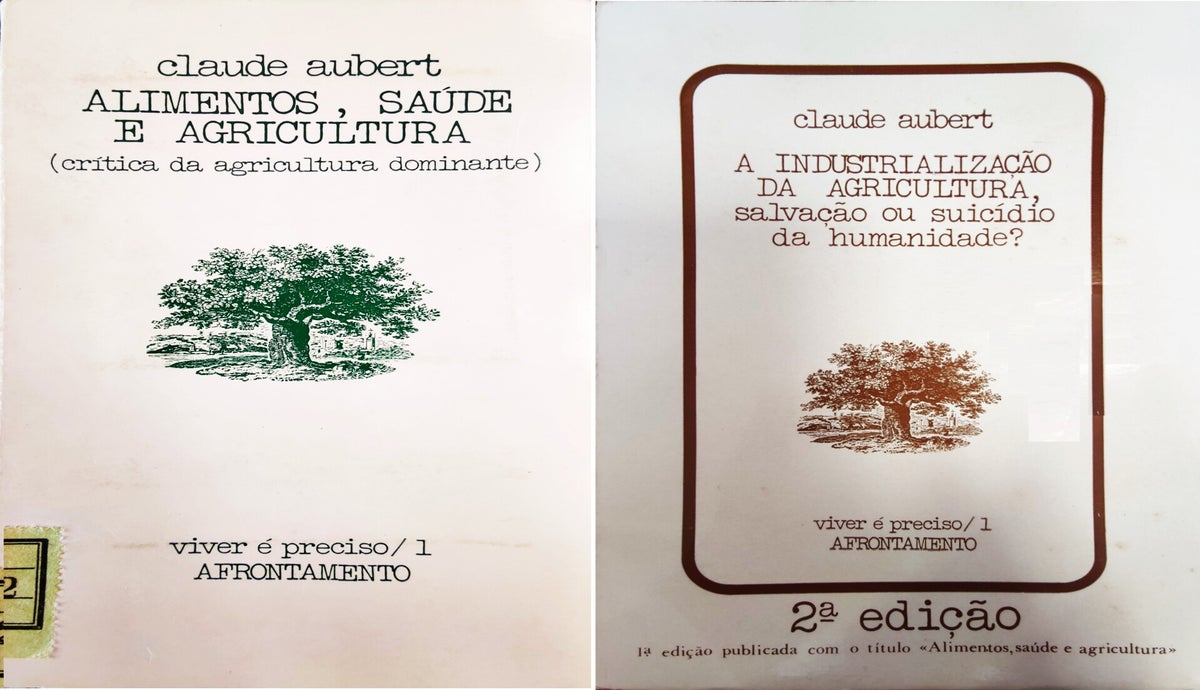 claude aubert
ALIMENTOS, SAÚDE
E AGRICULTURA
(crítica da agricultura dominante)
viver é preciso/1
AFRONTAMENTO
2
claude aubert
A INDUSTRIALIZAÇÃO
DA AGRICULTURA,
salvação ou suicídio
da humanidade?
viver é preciso/1
AFRONTAMENTO
2ª edição
1ª edição publicada com o título «Alimentos, saúde e agricultura»